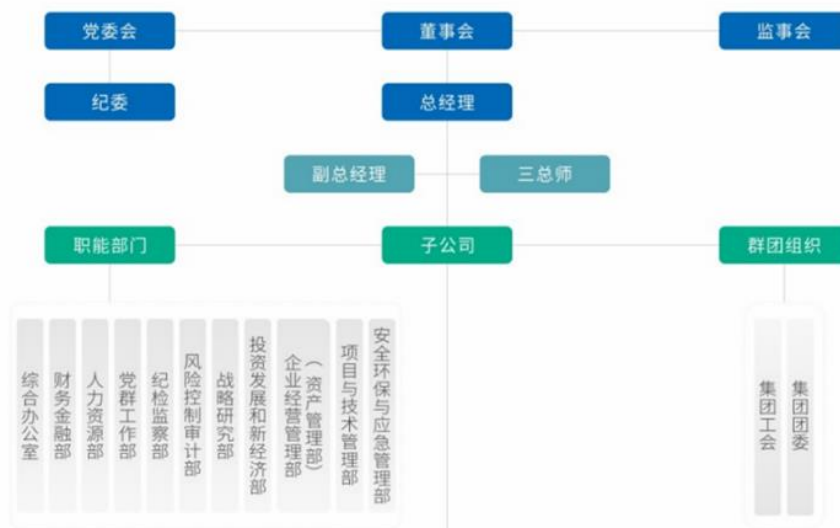 党委会
董事会
监事会
纪委
总经理
副总经理
三总师
职能部门
子公司
群团组织
综合办公室
财务金融部
人力资源部
党群工作部
纪检监察部
风险控制审计部
战略研究部
投资发展和新经济部
企业经营管理部
（资产管理部）
项目与技术管理部
安全环保与应急管理部
集团工会
集团团委